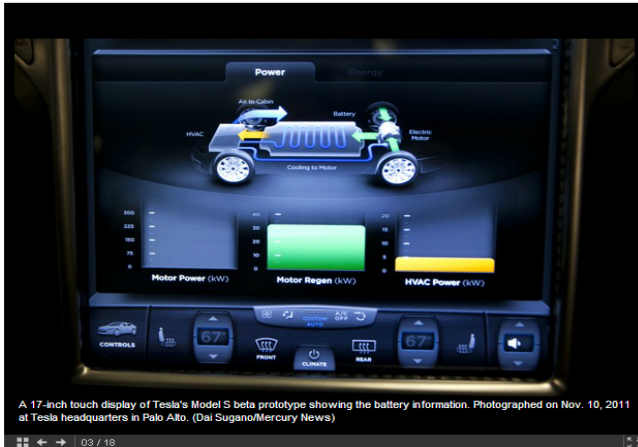 Power
Energy
Air to Cabin
Battery
HVAC
Electric
Motor
Cooling to Motor
300
225
150
75
0
Motor Power (kW)
40
30
20
10
0
Motor Regen (kW)
20
15
10
5
0
HVAC Power (kW)
CUSTOM
AUTO
A/C
OFF
CONTROLS
67°
FRONT
CLIMATE
REAR
67°
A 17-inch touch display of Tesla's Model S beta prototype showing the battery information. Photographed on Nov. 10, 2011
at Tesla headquarters in Palo Alto. (Dai Sugano/Mercury News)
03 / 18